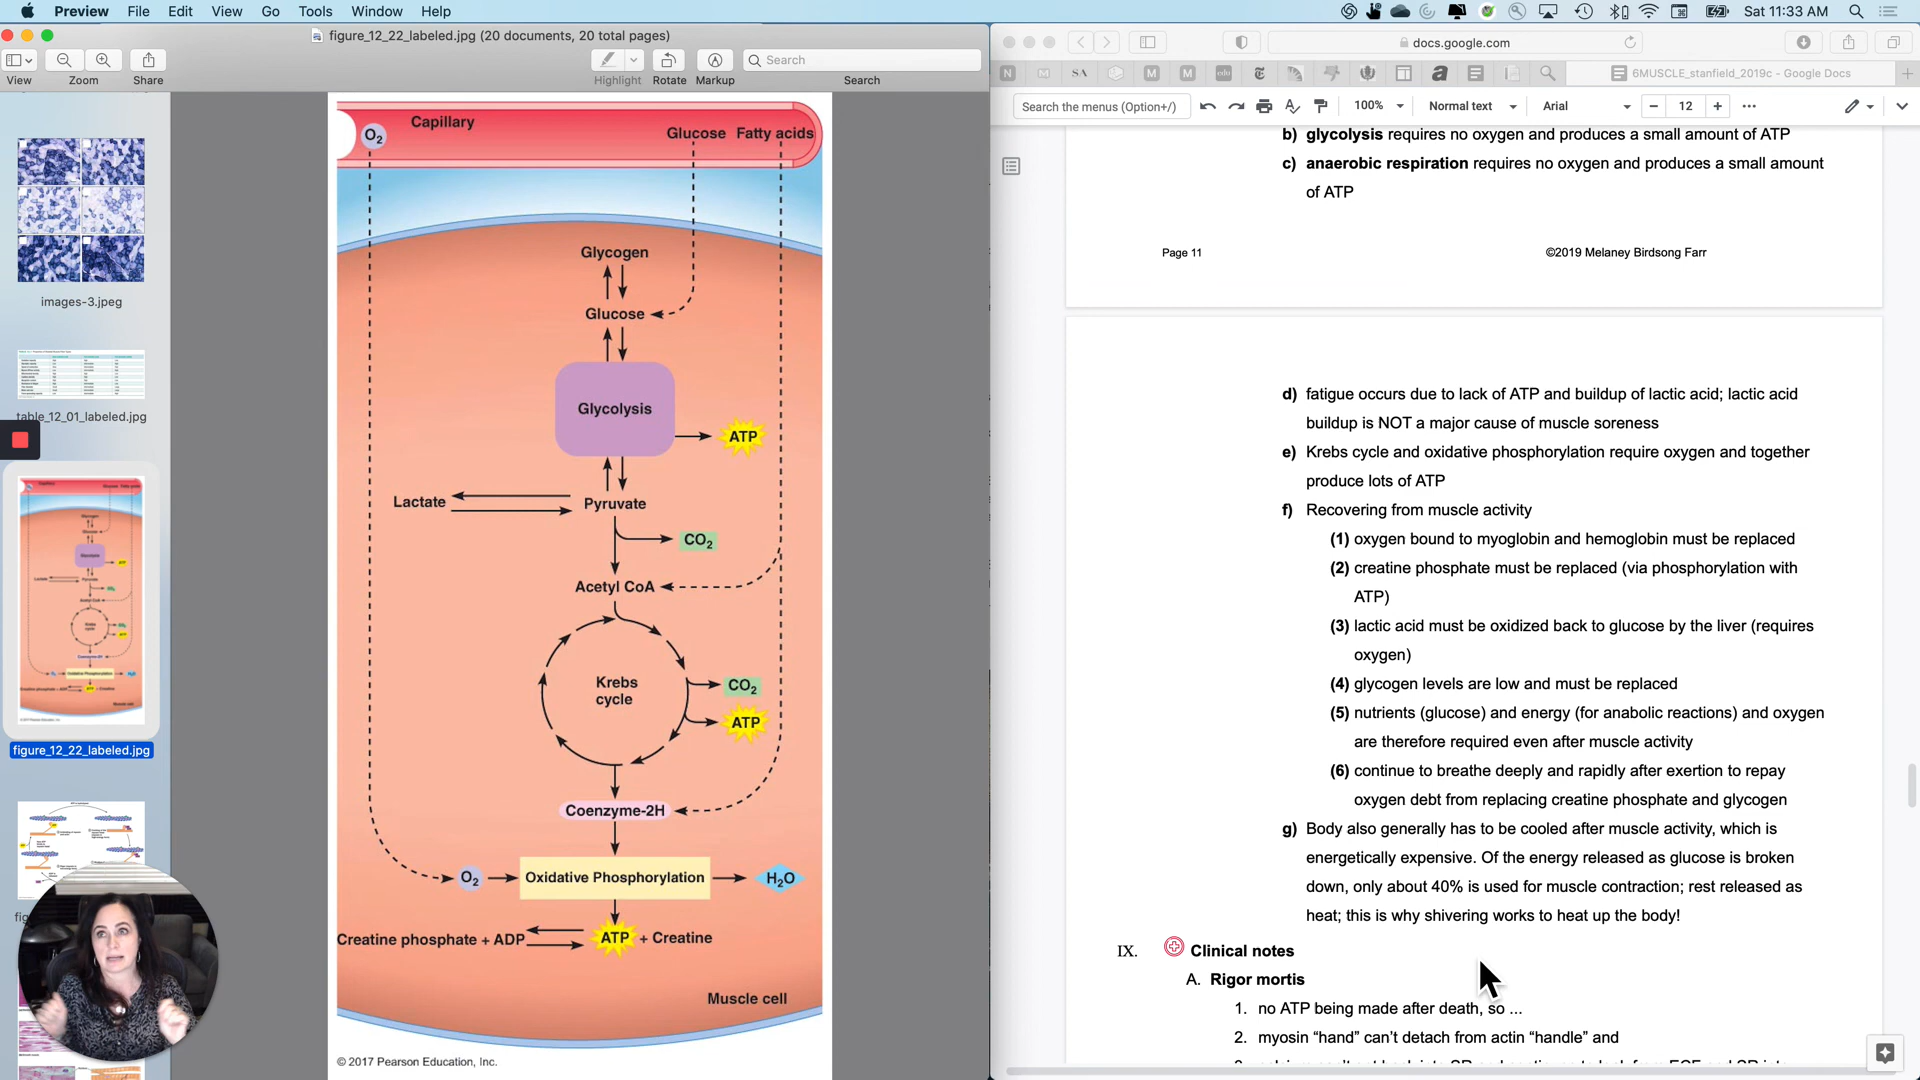 Preview File Edit View Go Tools Window Help
Sat 11:33 AM
figure_12_22_labeled.jpg (20 documents, 20 total pages)
View Zoom Share Highlight Rotate Markup Search
Search
images-3.jpeg
table_12_01_labeled.jpg
figure_12_22_labeled.jpg
O2 Capillary Glucose Fatty acids
Glycogen
Glucose
Glycolysis
ATP
Lactate Pyruvate
CO2
Acetyl CoA
Krebs
cycle
CO2
ATP
Coenzyme-2H
O2 Oxidative Phosphorylation H2O
Creatine phosphate + ADP ATP + Creatine
Muscle cell
© 2017 Pearson Education, Inc.
docs.google.com
6MUSCLE_stanfield_2019c - Google Docs
Search the menus (Option+/) 100% Normal text Arial 12
b) glycolysis requires no oxygen and produces a small amount of ATP
c) anaerobic respiration requires no oxygen and produces a small amount
of ATP
Page 11 ©2019 Melaney Birdsong Farr
d) fatigue occurs due to lack of ATP and buildup of lactic acid; lactic acid
buildup is NOT a major cause of muscle soreness
e) Krebs cycle and oxidative phosphorylation require oxygen and together
produce lots of ATP
f) Recovering from muscle activity
(1) oxygen bound to myoglobin and hemoglobin must be replaced
(2) creatine phosphate must be replaced (via phosphorylation with
ATP)
(3) lactic acid must be oxidized back to glucose by the liver (requires
oxygen)
(4) glycogen levels are low and must be replaced
(5) nutrients (glucose) and energy (for anabolic reactions) and oxygen
are therefore required even after muscle activity
(6) continue to breathe deeply and rapidly after exertion to repay
oxygen debt from replacing creatine phosphate and glycogen
g) Body also generally has to be cooled after muscle activity, which is
energetically expensive. Of the energy released as glucose is broken
down, only about 40% is used for muscle contraction; rest released as
heat; this is why shivering works to heat up the body!
IX. Clinical notes
A. Rigor mortis
1. no ATP being made after death, so ...
2. myosin “hand” can’t detach from actin “handle” and